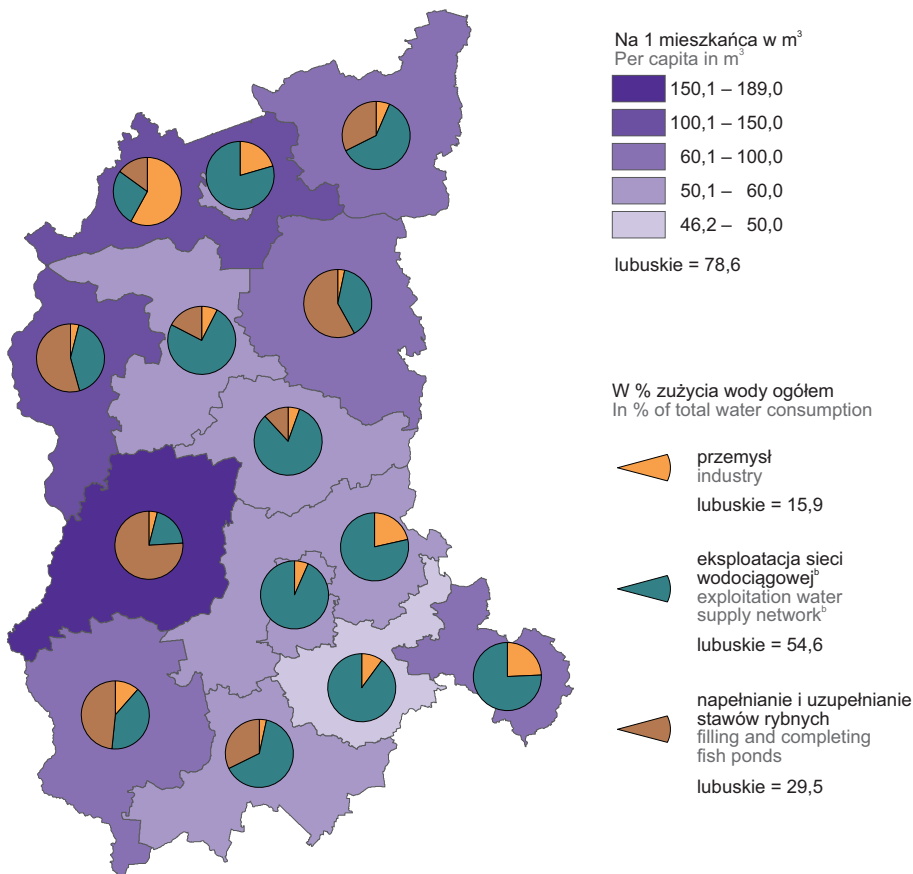 Na 1 mieszkańca w m³
Per capita in m³
150,1 – 189,0
100,1 – 150,0
60,1 – 100,0
50,1 – 60,0
46,2 – 50,0
lubuskie = 78,6
W % zużycia wody ogółem
In % of total water consumption
przemysł
industry
lubuskie = 15,9
eksploatacja sieci
wodociągowejᵇ
exploitation water
supply networkᵇ
lubuskie = 54,6
napełnianie i uzupełnianie
stawów rybnych
filling and completing
fish ponds
lubuskie = 29,5